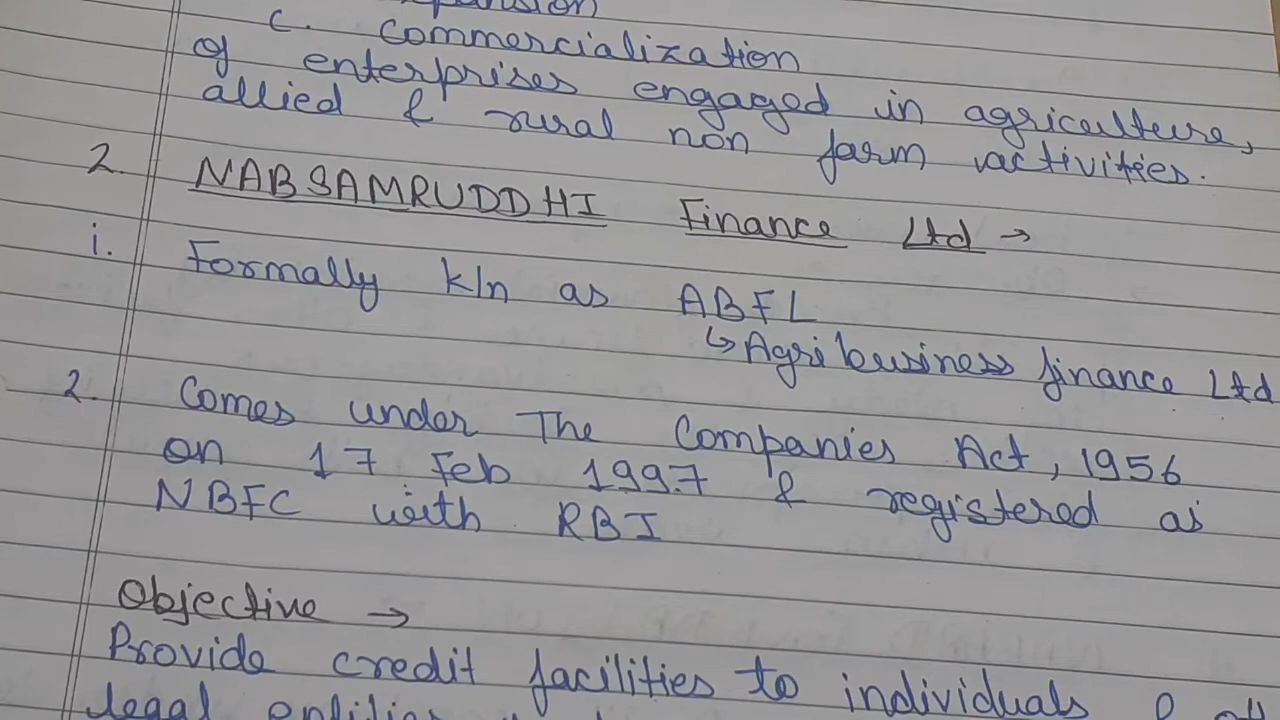 c. Commercialization
of enterprises engaged in agriculture,
allied & rural non farm activities.
2. NABSAMRUDDHI Finance Ltd →
i. Formally k/n as ABFL
↳ Agribusiness finance Ltd
2. Comes under The Companies Act, 1956
on 17 Feb 1997 & registered as
NBFC with RBI
Objective →
Provide credit facilities to individuals &
legal